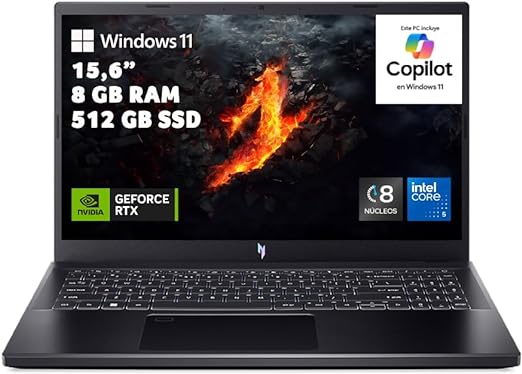 Windows 11
15,6”
8 GB RAM
512 GB SSD
Este PC incluye
Copilot
en Windows 11
NVIDIA
GEFORCE
RTX
8
NÚCLEOS
intel
CORE
5